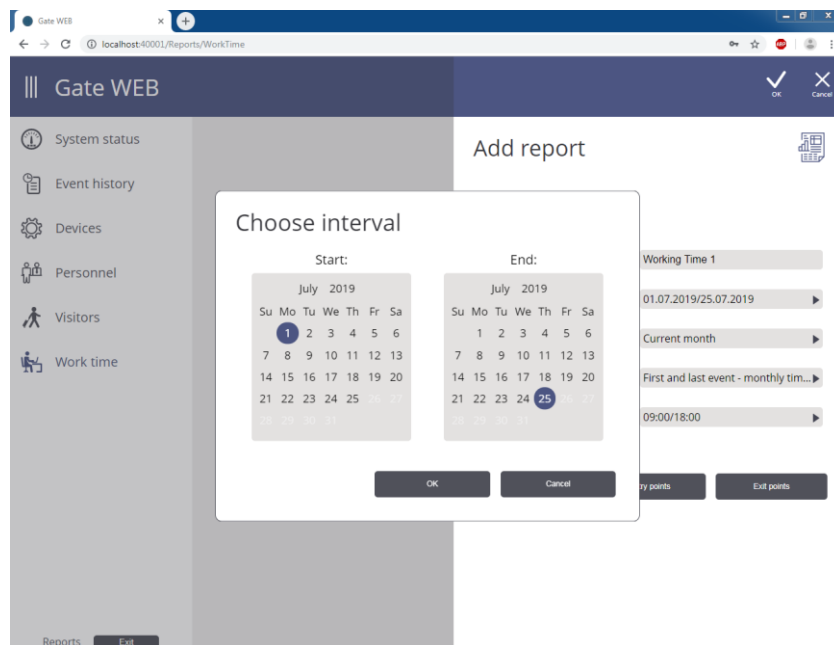 Gate WEB
localhost:40001/Reports/WorkTime
Gate WEB
OK
Cancel
System status
Event history
Devices
Personnel
Visitors
Work time
Reports
Exit
Add report
Working Time 1
01.07.2019/25.07.2019
Current month
First and last event - monthly tim...
09:00/18:00
ry points
Exit points
Choose interval
Start:
July 2019
Su Mo Tu We Th Fr Sa
1 2 3 4 5 6
7 8 9 10 11 12 13
14 15 16 17 18 19 20
21 22 23 24 25 26 27
28 29 30 31
End:
July 2019
Su Mo Tu We Th Fr Sa
1 2 3 4 5 6
7 8 9 10 11 12 13
14 15 16 17 18 19 20
21 22 23 24 25 26 27
28 29 30 31
OK
Cancel